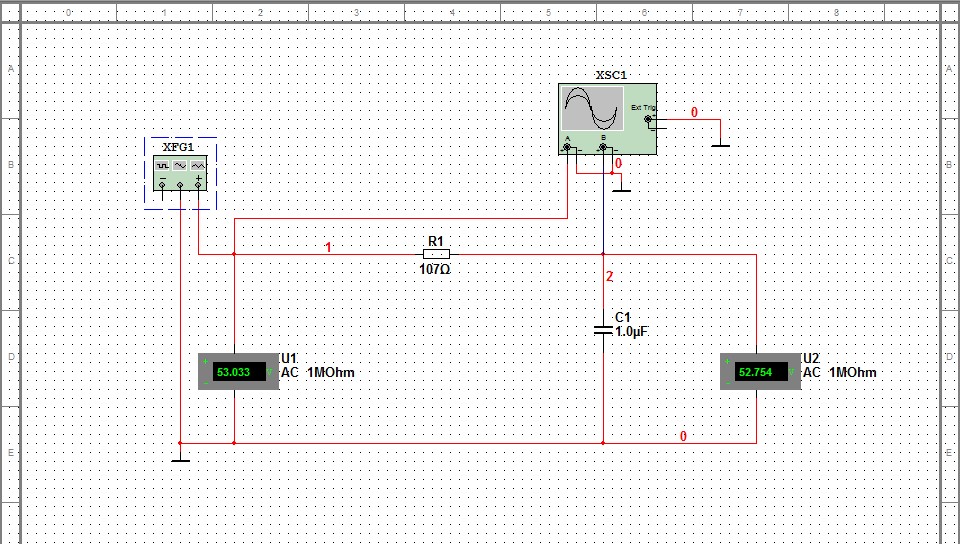 0 1 2 3 4 5 6 7 8
A A
XSC1
Ext Trig
+
−
0
A B
+ − + −
B B
XFG1
0
− +
C C
1
R1
107Ω
2
C1
1.0µF
D D
U1
+ 53.033 V
−
AC 1MOhm
U2
+ 52.754 V
−
AC 1MOhm
0
E E